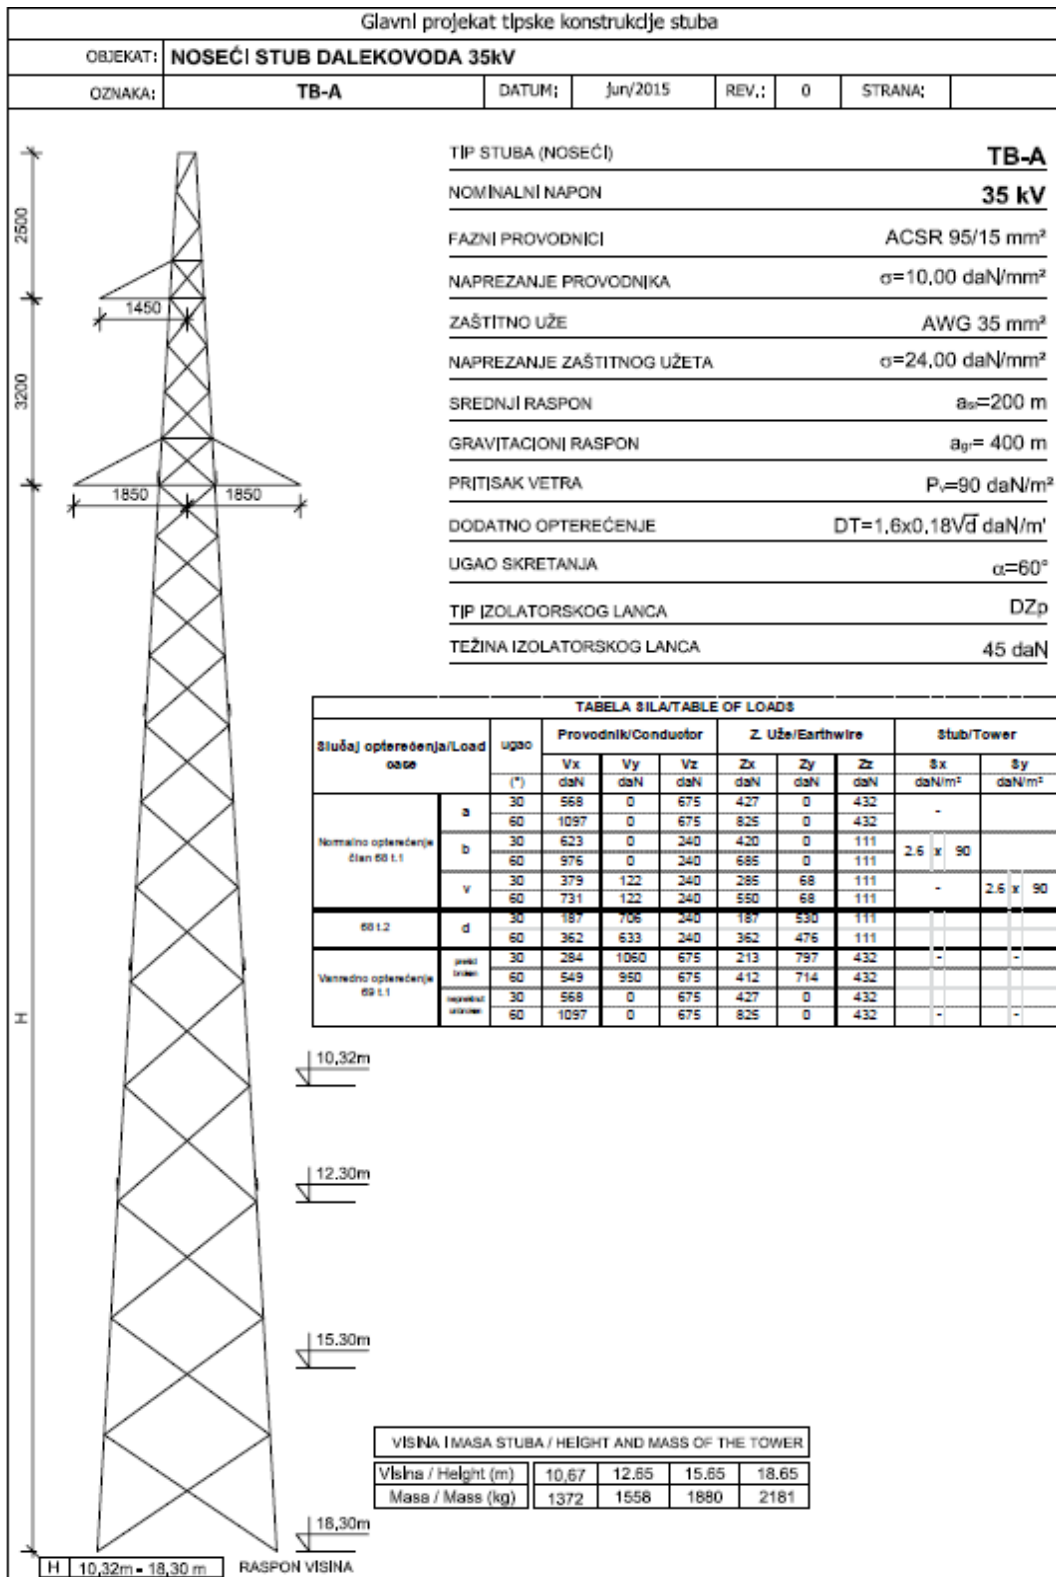 Glavni projekat tipske konstrukcije stuba
OBJEKAT: NOSEĆI STUB DALEKOVODA 35kV
OZNAKA: TB-A DATUM: jun/2015 REV.: 0 STRANA:
TIP STUBA (NOSEĆI) TB-A
NOMINALNI NAPON 35 kV
FAZNI PROVODNICI ACSR 95/15 mm²
NAPREZANJE PROVODNIKA σ=10,00 daN/mm²
ZAŠTITNO UŽE AWG 35 mm²
NAPREZANJE ZAŠTITNOG UŽETA σ=24,00 daN/mm²
SREDNJI RASPON asr=200 m
GRAVITACIONI RASPON agr= 400 m
PRITISAK VETRA Pv=90 daN/m²
DODATNO OPTEREĆENJE DT=1,6x0,18√d daN/m'
UGAO SKRETANJA α=60°
TIP IZOLATORSKOG LANCA DZp
TEŽINA IZOLATORSKOG LANCA 45 daN
2500
1450
3200
1850 1850
H
TABELA SILA/TABLE OF LOADS
Slučaj opterećenja/Load case ugao Provodnik/Conductor Z. Uže/Earthwire Stub/Tower
Vx Vy Vz Zx Zy Zz Sx Sy
(°) daN daN daN daN daN daN daN/m² daN/m²
Normalno opterećenje član 68 t.1
a 30 568 0 675 427 0 432 -
60 1097 0 675 825 0 432
b 30 623 0 240 420 0 111 2.6 x 90
60 976 0 240 685 0 111
v 30 379 122 240 285 68 111 - 2.6 x 90
60 731 122 240 550 68 111
68 t.2 d 30 187 706 240 187 530 111
60 362 633 240 362 476 111
Vanredno opterećenje 69 t.1
prekid broken 30 284 1060 675 213 797 432 - -
60 549 950 675 412 714 432
neprekinut unbroken 30 568 0 675 427 0 432
60 1097 0 675 825 0 432 - -
10,32m
12.30m
15.30m
18,30m
VISINA I MASA STUBA / HEIGHT AND MASS OF THE TOWER
Visina / Height (m) 10,67 12.65 15.65 18.65
Masa / Mass (kg) 1372 1558 1880 2181
H 10,32m - 18,30 m RASPON VISINA